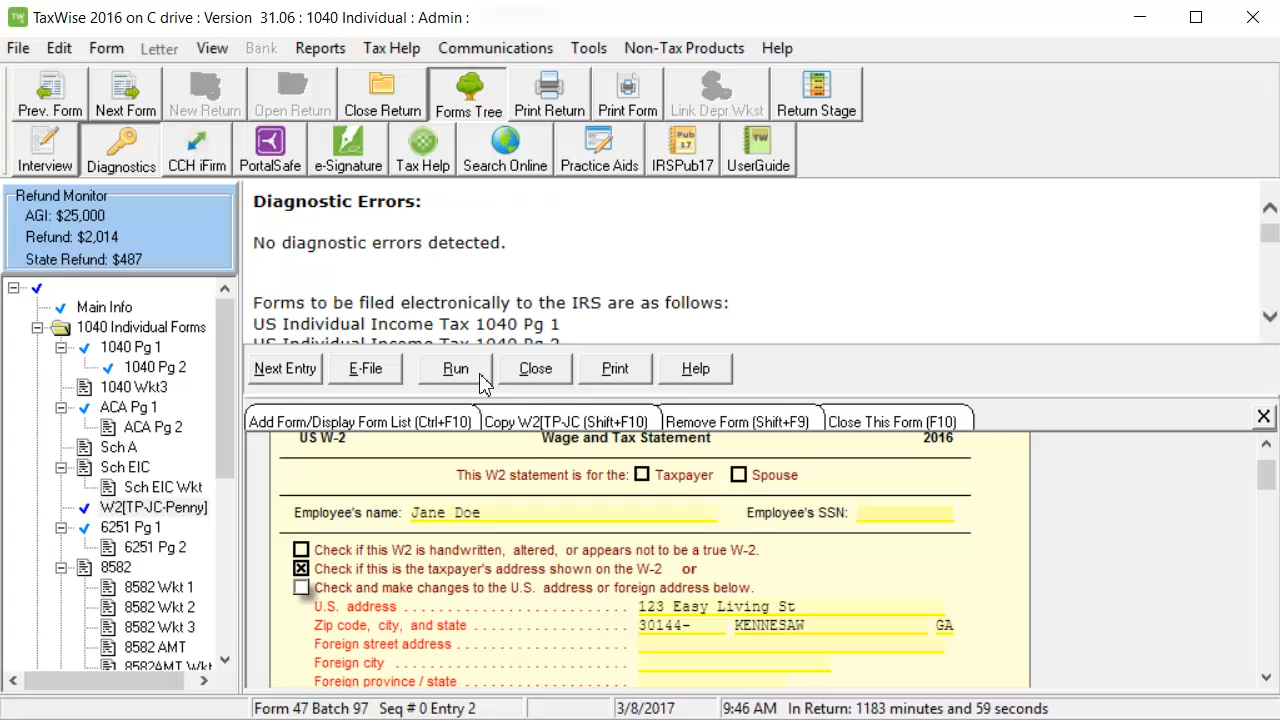 TW TaxWise 2016 on C drive : Version 31.06 : 1040 Individual : Admin :
File Edit Form Letter View Bank Reports Tax Help Communications Tools Non-Tax Products Help
Prev. Form Next Form New Return Open Return Close Return Forms Tree Print Return Print Form Link Depr Wkst Return Stage
Pub 17 TW
Interview Diagnostics CCH iFirm PortalSafe e-Signature Tax Help Search Online Practice Aids IRSPub17 UserGuide
Refund Monitor
AGI: $25,000
Refund: $2,014
State Refund: $487
Main Info
1040 Individual Forms
1040 Pg 1
1040 Pg 2
1040 Wkt3
ACA Pg 1
ACA Pg 2
Sch A
Sch EIC
Sch EIC Wkt
W2[TP-JC-Penny]
6251 Pg 1
6251 Pg 2
8582
8582 Wkt 1
8582 Wkt 2
8582 Wkt 3
8582 AMT
8582AMT Wkt
Diagnostic Errors:
No diagnostic errors detected.
Forms to be filed electronically to the IRS are as follows:
US Individual Income Tax 1040 Pg 1
US Individual Income Tax 1040 Pg 2
Next Entry E-File Run Close Print Help
Add Form/Display Form List (Ctrl+F10) Copy W2[TP-JC (Shift+F10) Remove Form (Shift+F9) Close This Form (F10)
US W-2 Wage and Tax Statement 2016
This W2 statement is for the: Taxpayer Spouse
Employee's name: Jane Doe Employee's SSN:
Check if this W2 is handwritten, altered, or appears not to be a true W-2.
Check if this is the taxpayer's address shown on the W-2 or
Check and make changes to the U.S. address or foreign address below.
U.S. address . . . . . . . . . . . . . . . . . . . . . . . . . . 123 Easy Living St
Zip code, city, and state . . . . . . . . . . . . . . . . . . 30144- KENNESAW GA
Foreign street address . . . . . . . . . . . . . . . . . . . .
Foreign city . . . . . . . . . . . . . . . . . . . . . . . . . . .
Foreign province / state . . . . . . . . . . . . . . . . . . .
Form 47 Batch 97 Seq # 0 Entry 2 3/8/2017 9:46 AM In Return: 1183 minutes and 59 seconds